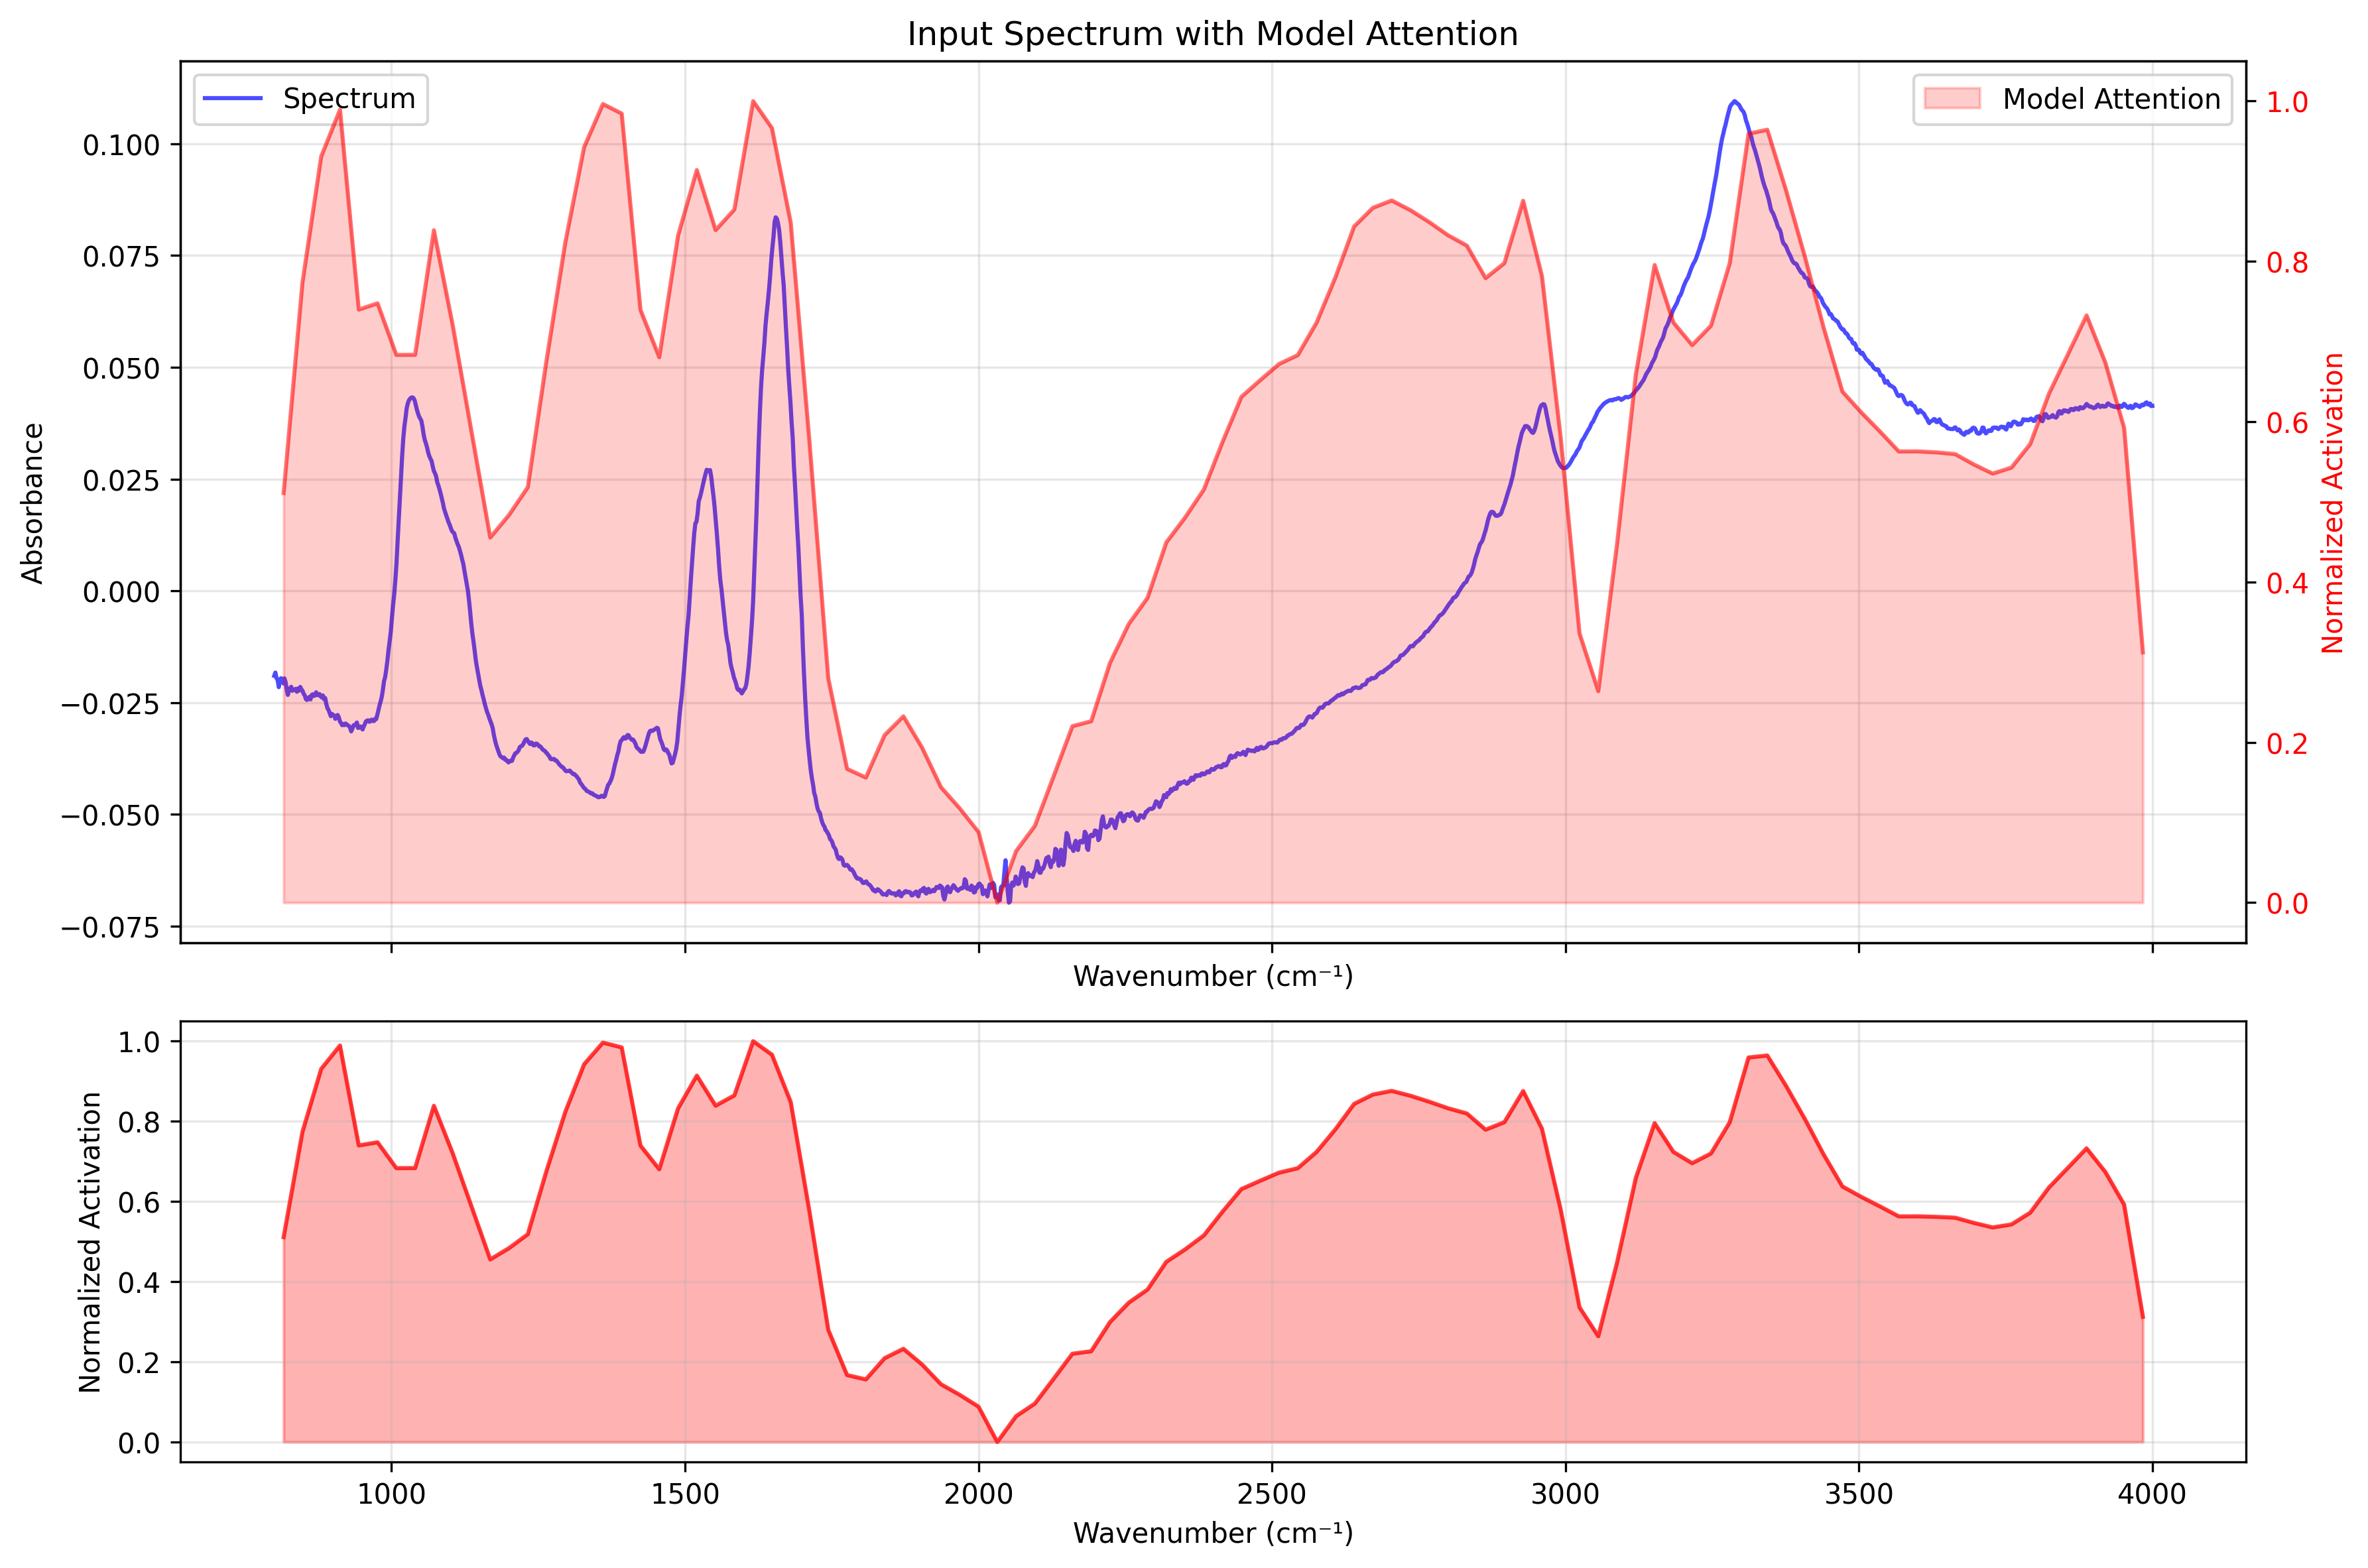 Input Spectrum with Model Attention
Spectrum
Model Attention
0.100
0.075
0.050
0.025
0.000
−0.025
−0.050
−0.075
Absorbance
1.0
0.8
0.6
0.4
0.2
0.0
Normalized Activation
Wavenumber (cm⁻¹)
1.0
0.8
0.6
0.4
0.2
0.0
Normalized Activation
1000 1500 2000 2500 3000 3500 4000
Wavenumber (cm⁻¹)